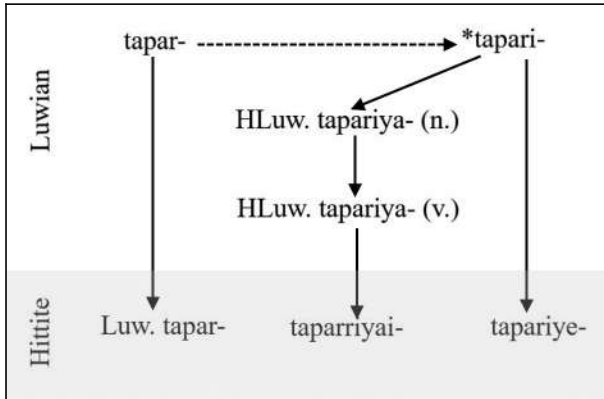 Luwian
tapar- *tapari-
HLuw. tapariya- (n.)
HLuw. tapariya- (v.)
Hittite
Luw. tapar- taparriyai- tapariye-